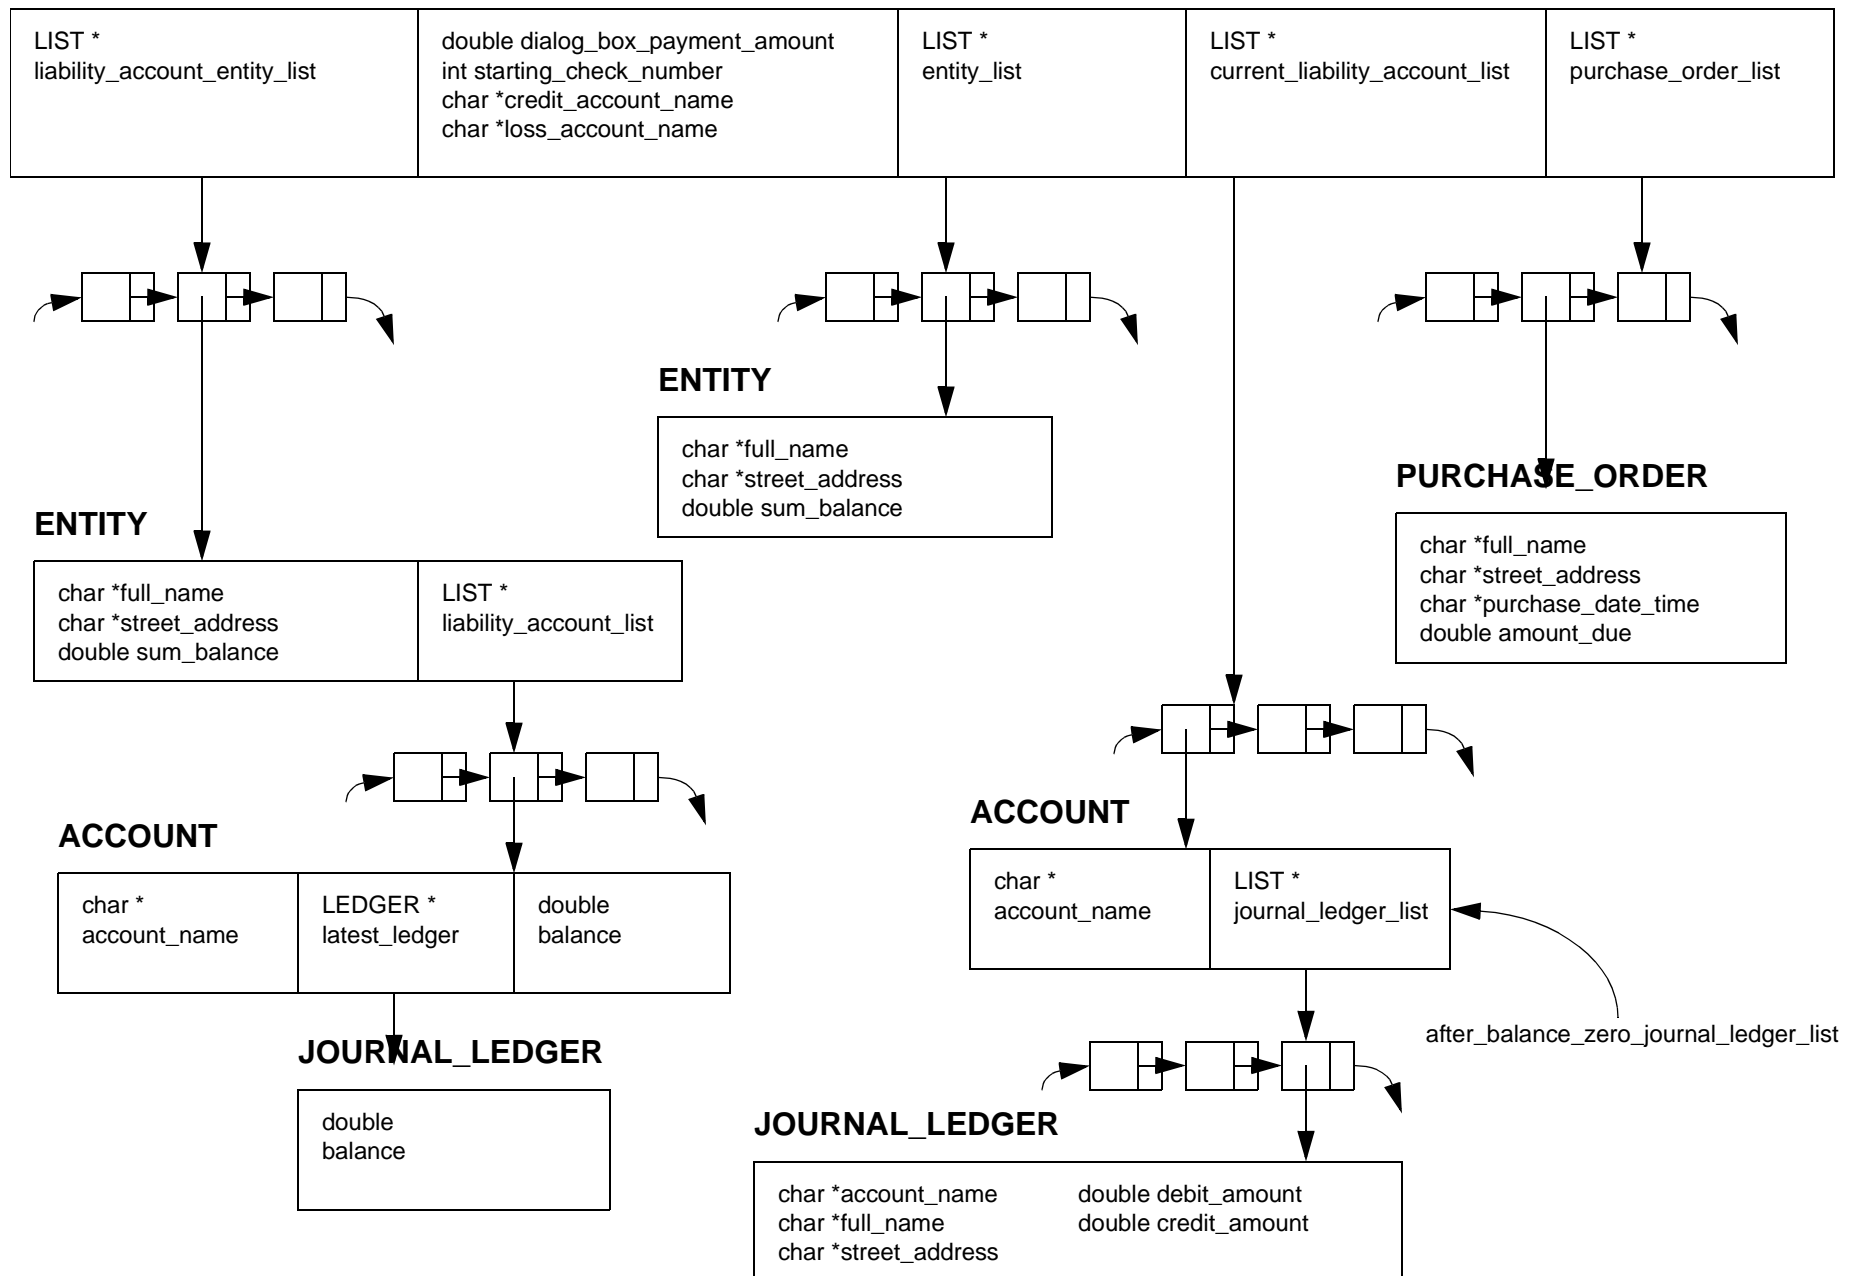 LIST *
liability_account_entity_list
double dialog_box_payment_amount
int starting_check_number
char *credit_account_name
char *loss_account_name
LIST *
entity_list
LIST *
current_liability_account_list
LIST *
purchase_order_list
ENTITY
char *full_name
char *street_address
double sum_balance
PURCHASE_ORDER
char *full_name
char *street_address
char *purchase_date_time
double amount_due
ENTITY
char *full_name
char *street_address
double sum_balance
LIST *
liability_account_list
ACCOUNT
char *
account_name
LEDGER *
latest_ledger
double
balance
ACCOUNT
char *
account_name
LIST *
journal_ledger_list
after_balance_zero_journal_ledger_list
JOURNAL_LEDGER
double
balance
JOURNAL_LEDGER
char *account_name
char *full_name
char *street_address
double debit_amount
double credit_amount